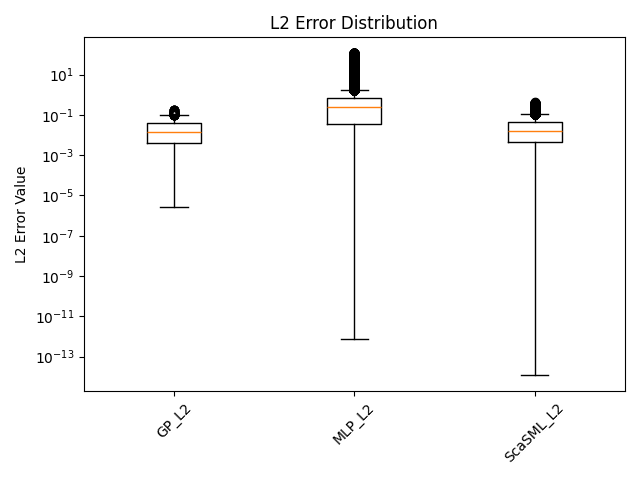 L2 Error Distribution
L2 Error Value
10^1
10^-1
10^-3
10^-5
10^-7
10^-9
10^-11
10^-13
GP_L2
MLP_L2
ScaSML_L2